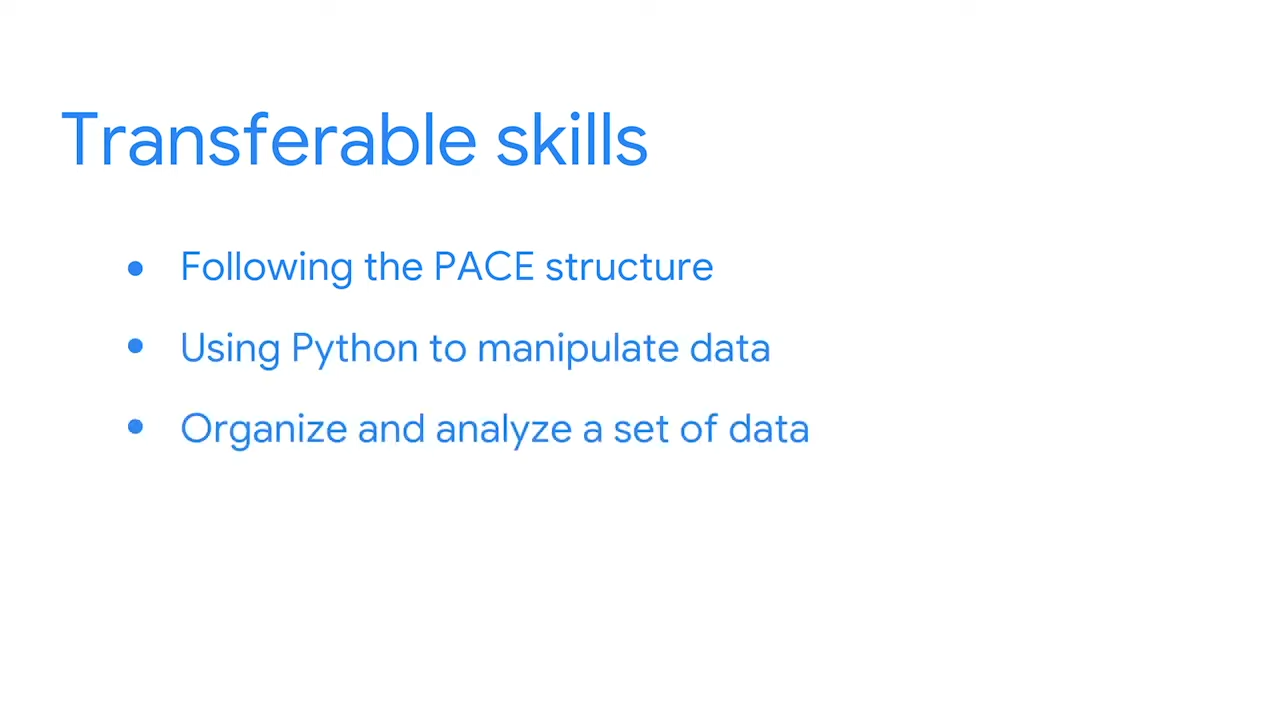 Transferable skills
• Following the PACE structure
• Using Python to manipulate data
• Organize and analyze a set of data